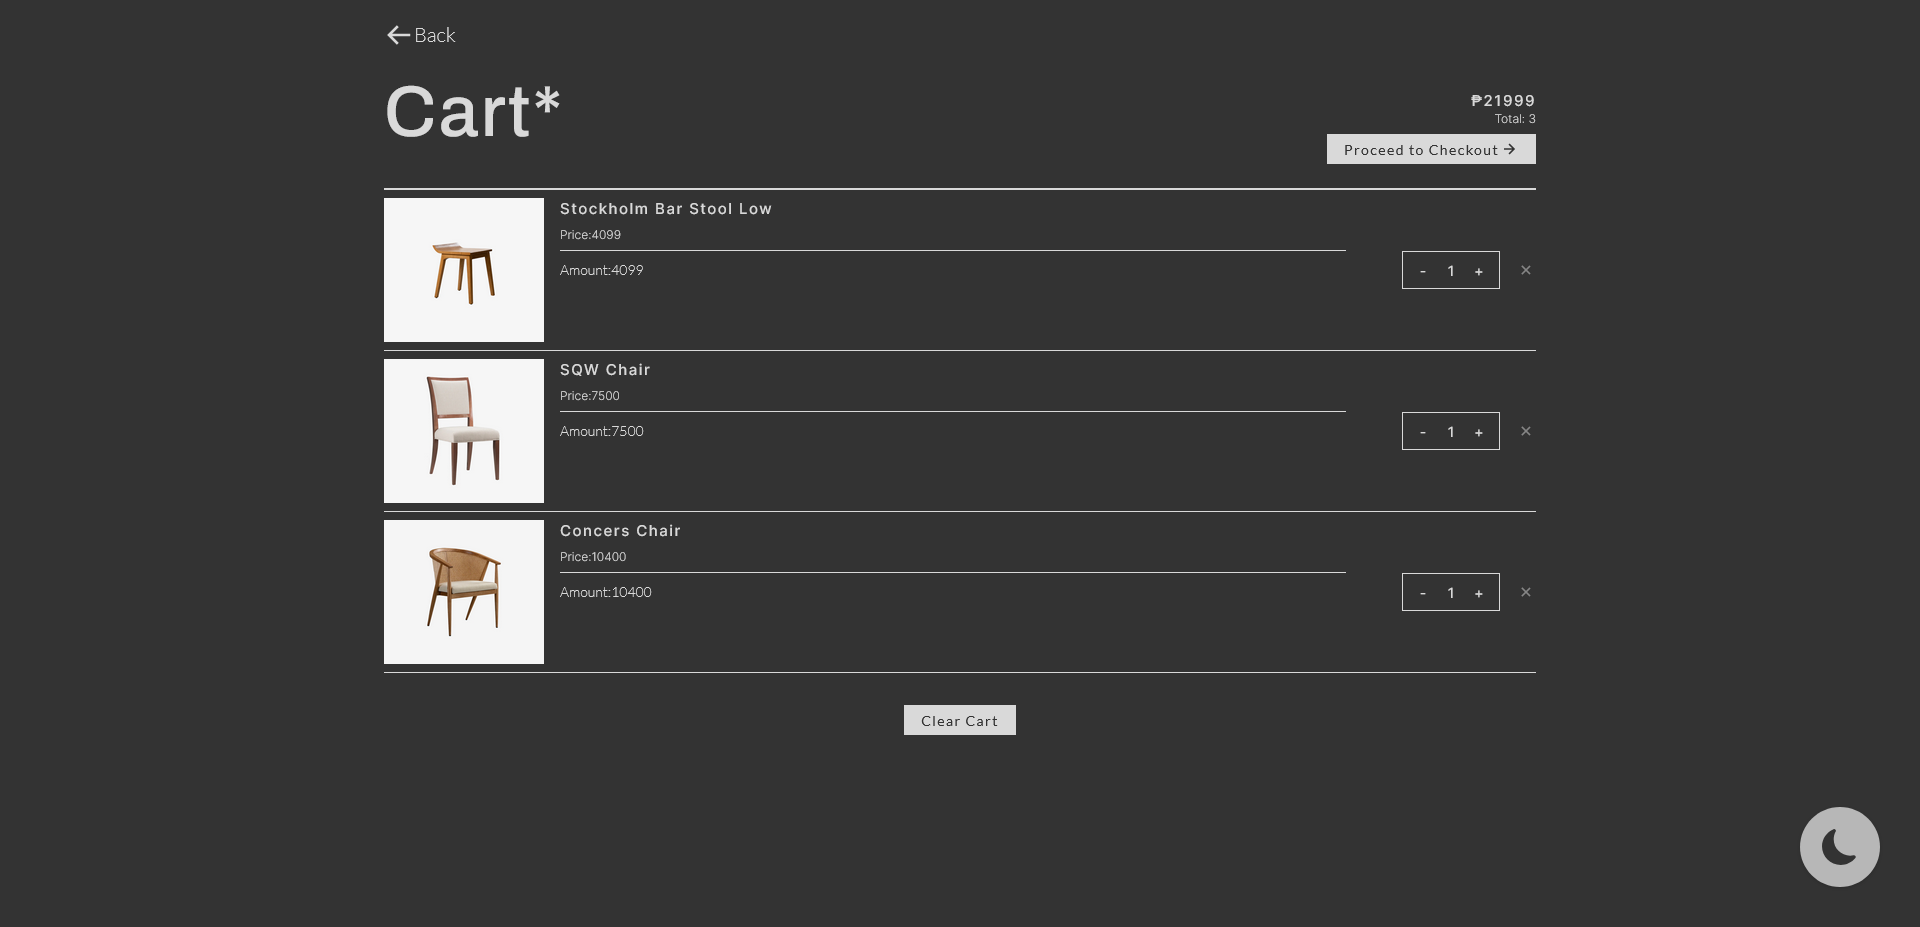 Back
Cart*
₱21999
Total: 3
Proceed to Checkout →
Stockholm Bar Stool Low
Price:4099
Amount:4099
- 1 +
×
SQW Chair
Price:7500
Amount:7500
- 1 +
×
Concers Chair
Price:10400
Amount:10400
- 1 +
×
Clear Cart